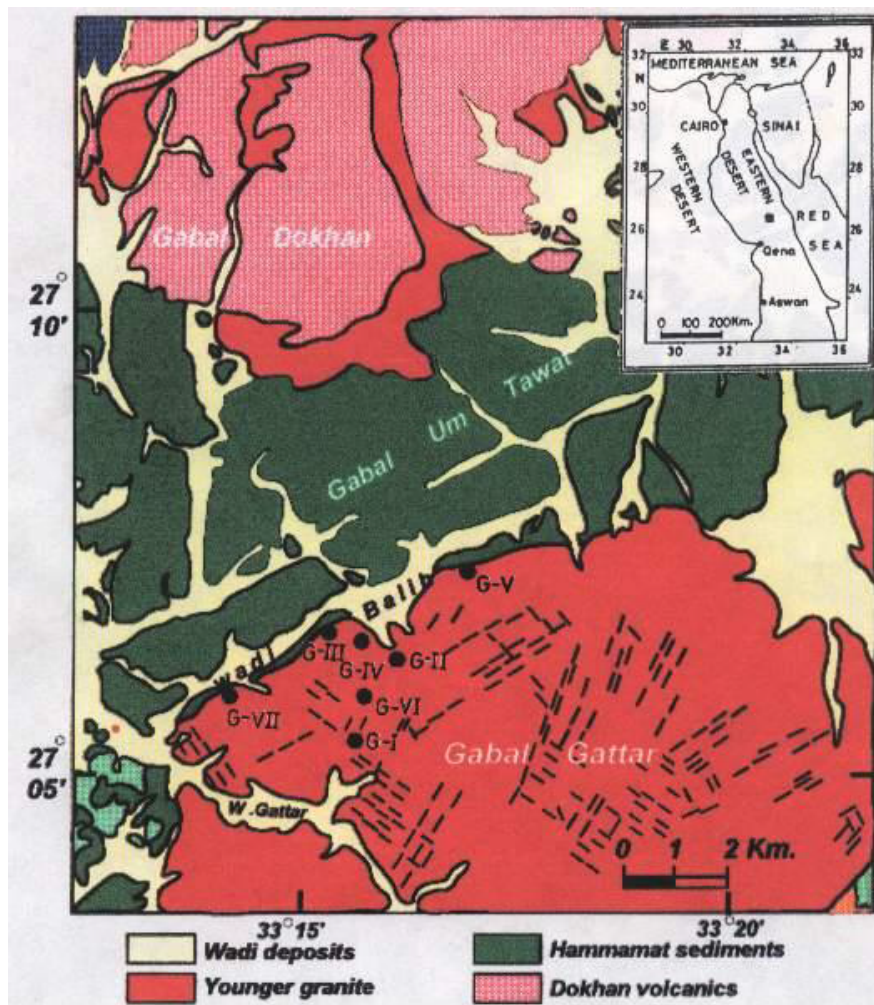 E 30 32 34 36
32 MEDITERRANEAN SEA 32
N
30 CAIRO SINAI 30
28 WESTERN DESERT EASTERN DESERT 28
RED SEA
26 Qena 26
24 Aswan 24
0 100 200Km.
30 32 34 36
Gabal Dokhan
27°
10'
Gabal Um Tawat
wadi Ballb
G-V
G-III
G-IV
G-II
G-VII
G-VI
G-I
Gabal Gattar
27°
05'
W.Gattar
0 1 2 Km.
33°15' 33°20'
Wadi deposits
Hammamat sediments
Younger granite
Dokhan volcanics